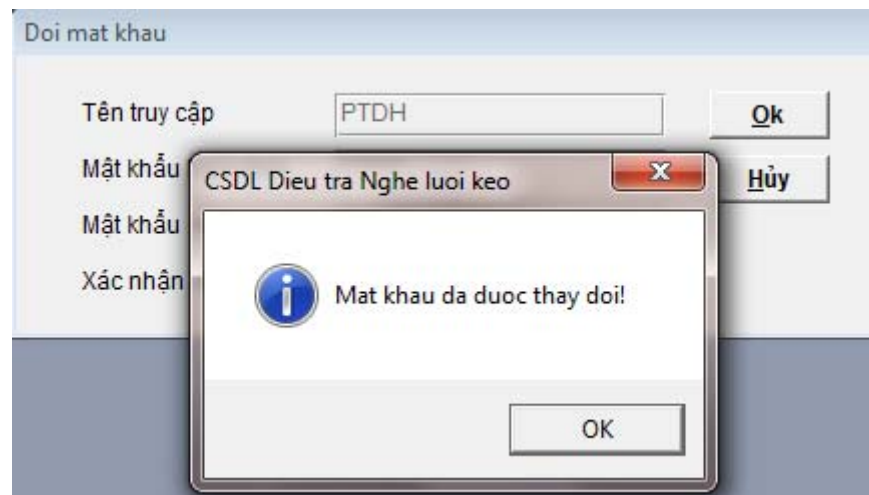 Doi mat khau
Tên truy cập
PTDH
Ok
Mật khẩu
Hủy
CSDL Dieu tra Nghe luoi keo
Mật khẩu
Xác nhận
Mat khau da duoc thay doi!
OK